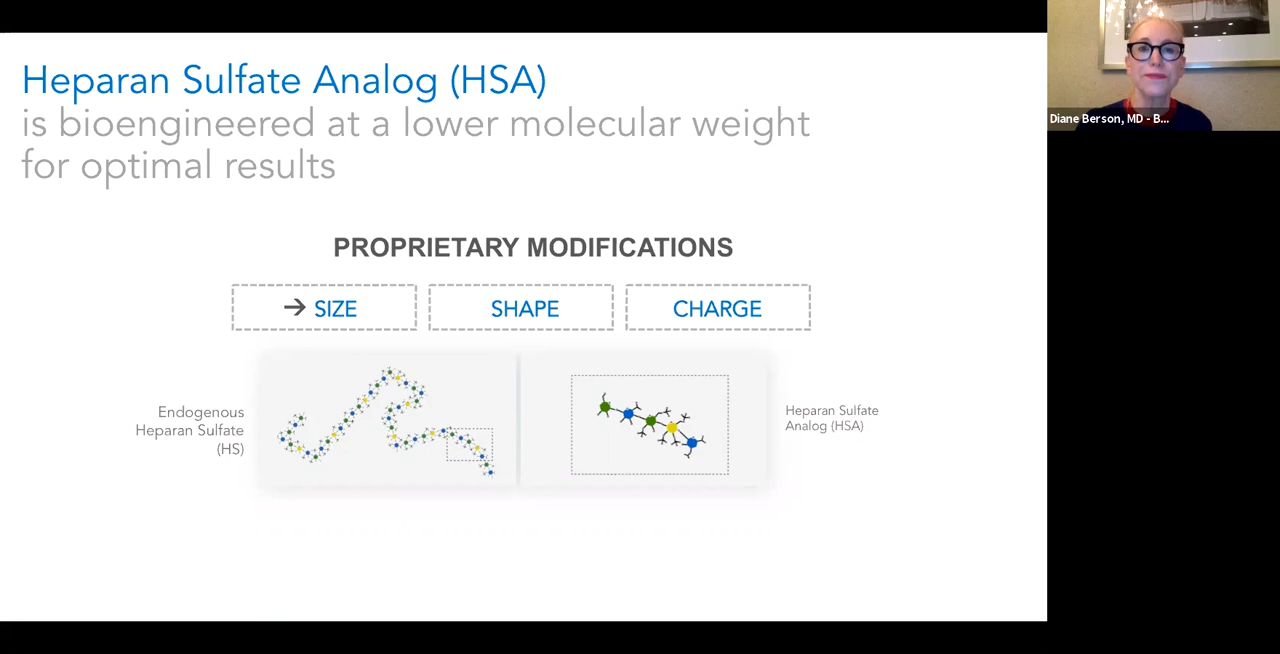 Heparan Sulfate Analog (HSA)
is bioengineered at a lower molecular weight
for optimal results
PROPRIETARY MODIFICATIONS
→ SIZE
SHAPE
CHARGE
Endogenous
Heparan Sulfate
(HS)
Heparan Sulfate
Analog (HSA)
Diane Berson, MD - B...